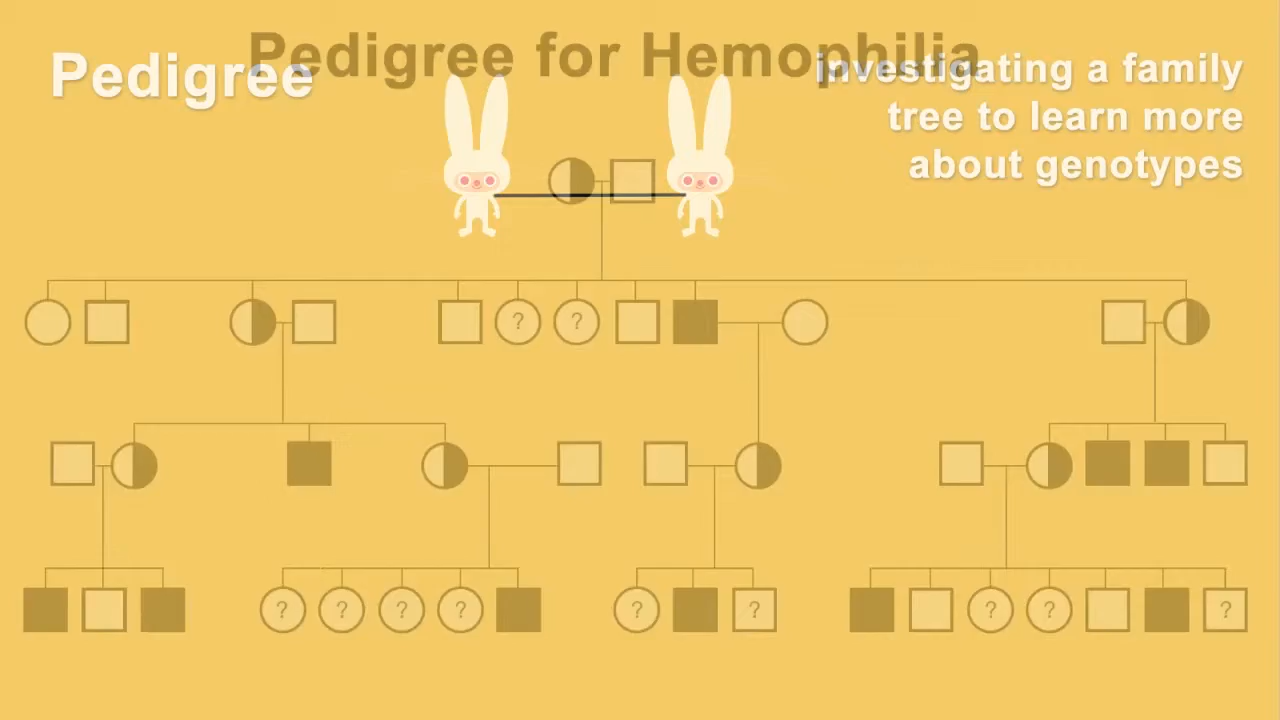 Pedigree for Hemophilia
Pedigree
investigating a family
tree to learn more
about genotypes
? ?
? ? ? ? ? ? ? ? ?